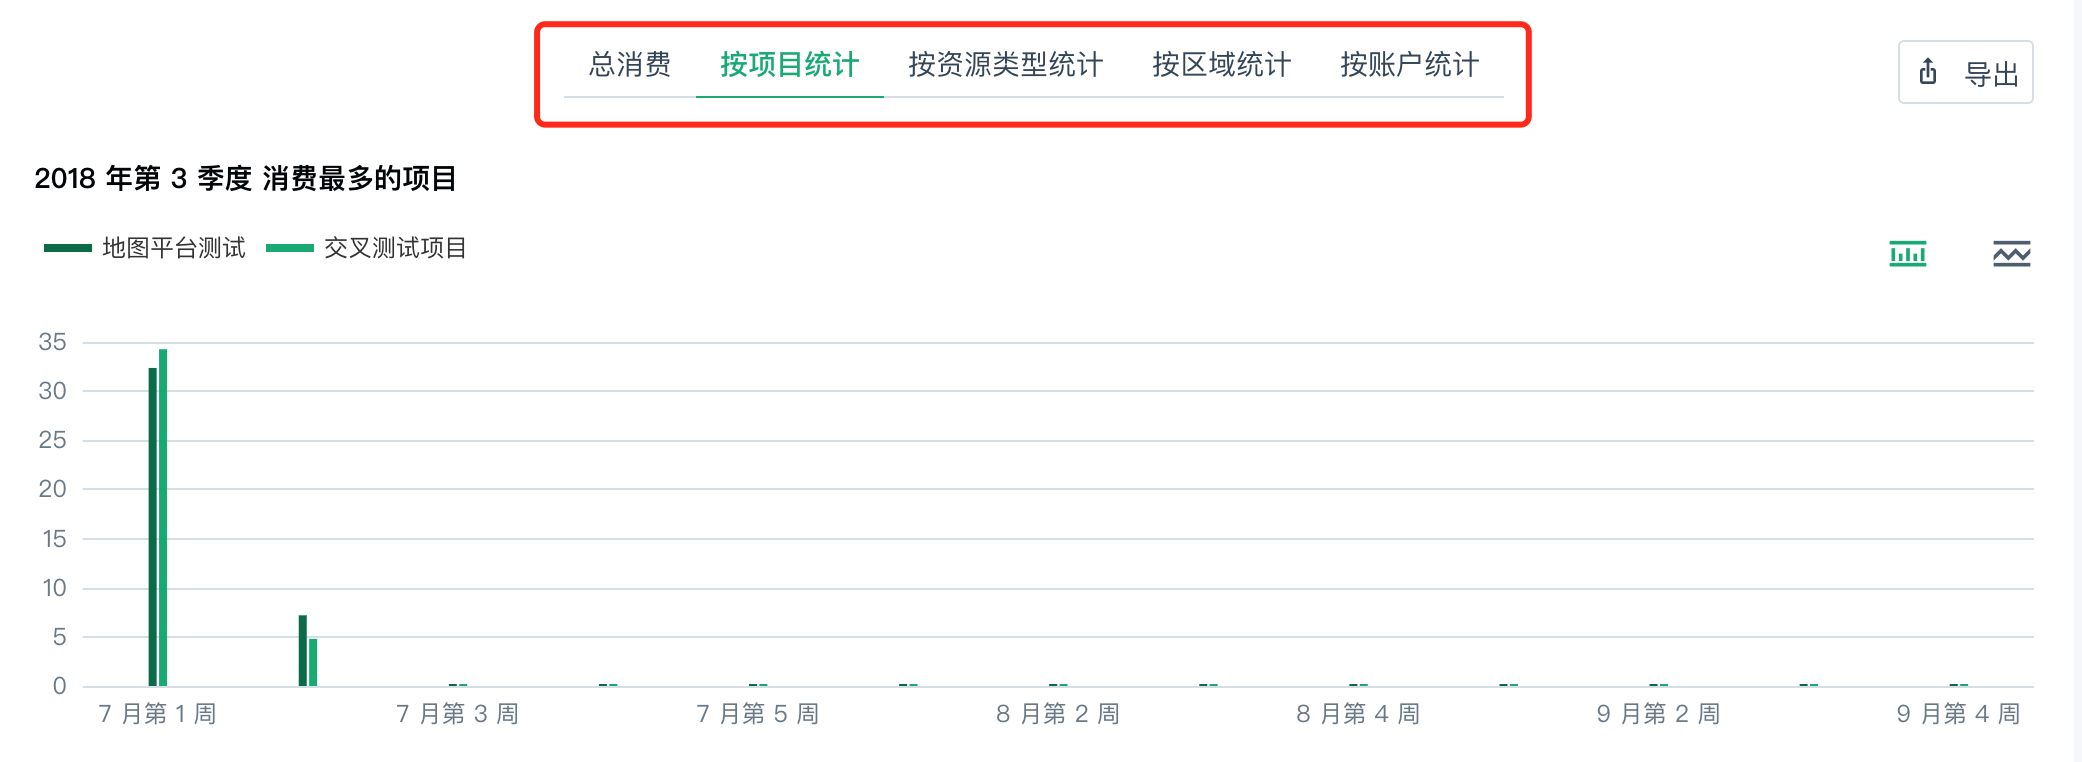 总消费 按项目统计 按资源类型统计 按区域统计 按账户统计
导出
2018 年第 3 季度 消费最多的项目
地图平台测试 交叉测试项目
35
30
25
20
15
10
5
0
7 月第 1 周 7 月第 3 周 7 月第 5 周 8 月第 2 周 8 月第 4 周 9 月第 2 周 9 月第 4 周